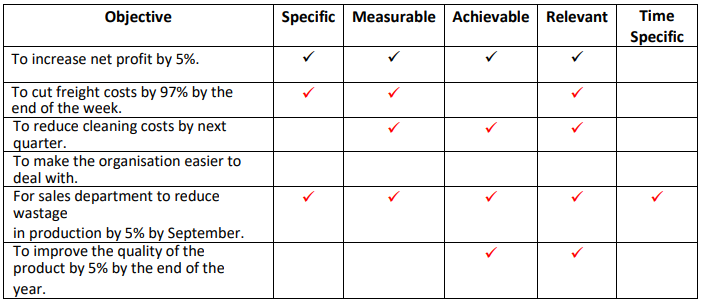 Objective Specific Measurable Achievable Relevant Time
Specific
To increase net profit by 5%. ✓ ✓ ✓ ✓
To cut freight costs by 97% by the ✓ ✓ ✓
end of the week.
To reduce cleaning costs by next ✓ ✓ ✓
quarter.
To make the organisation easier to
deal with.
For sales department to reduce ✓ ✓ ✓ ✓ ✓
wastage
in production by 5% by September.
To improve the quality of the ✓ ✓
product by 5% by the end of the
year.